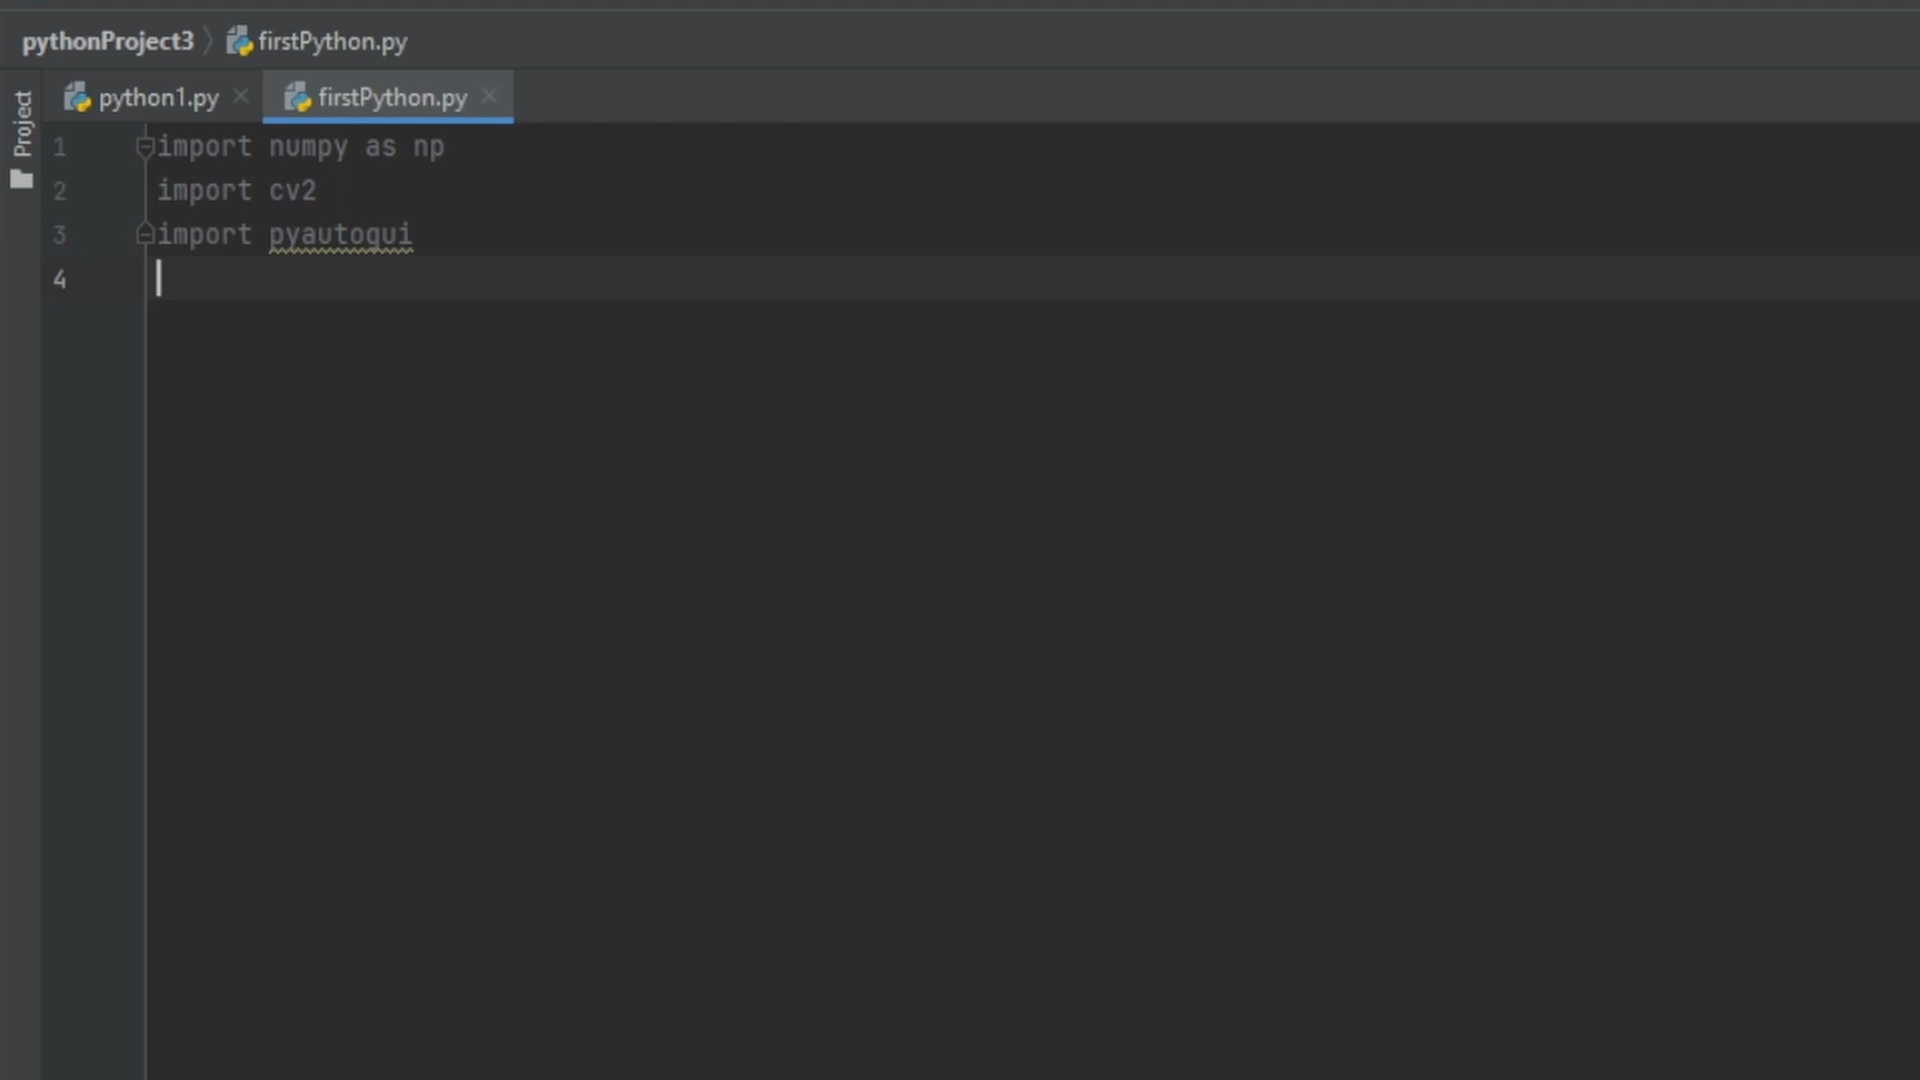 pythonProject3 〉 firstPython.py
python1.py × firstPython.py ×
Project
1 import numpy as np
2 import cv2
3 import pyautogui
4